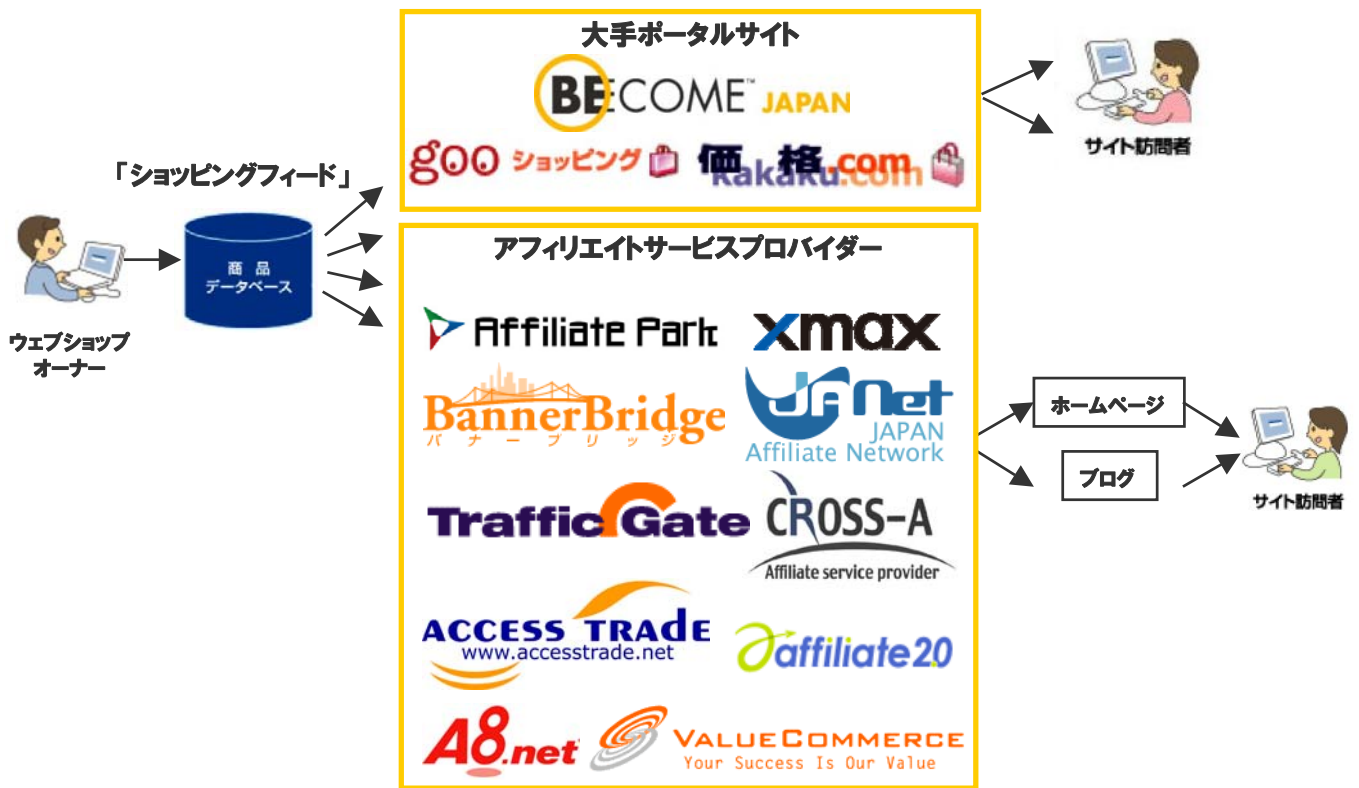 大手ポータルサイト
BECOME™ JAPAN
goo ショッピング
価格.com
kakaku.com
サイト訪問者
「ショッピングフィード」
商品
データベース
ウェブショップ
オーナー
アフィリエイトサービスプロバイダー
Affiliate Park
xmax
BannerBridge
バナーブリッジ
JANet
JAPAN
Affiliate Network
TrafficGate
CROSS-A
Affiliate service provider
ACCESS TRADE
www.accesstrade.net
affiliate2.0
A8.net
VALUECOMMERCE
Your Success Is Our Value
ホームページ
ブログ
サイト訪問者